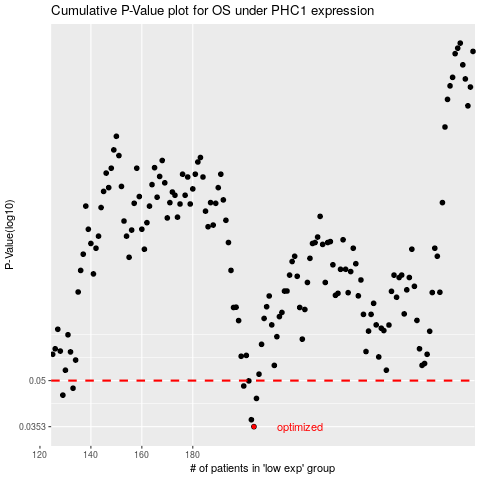 Cumulative P-Value plot for OS under PHC1 expression
P-Value(log10)
0.05
0.0353
optimized
120 140 160 180
# of patients in 'low exp' group